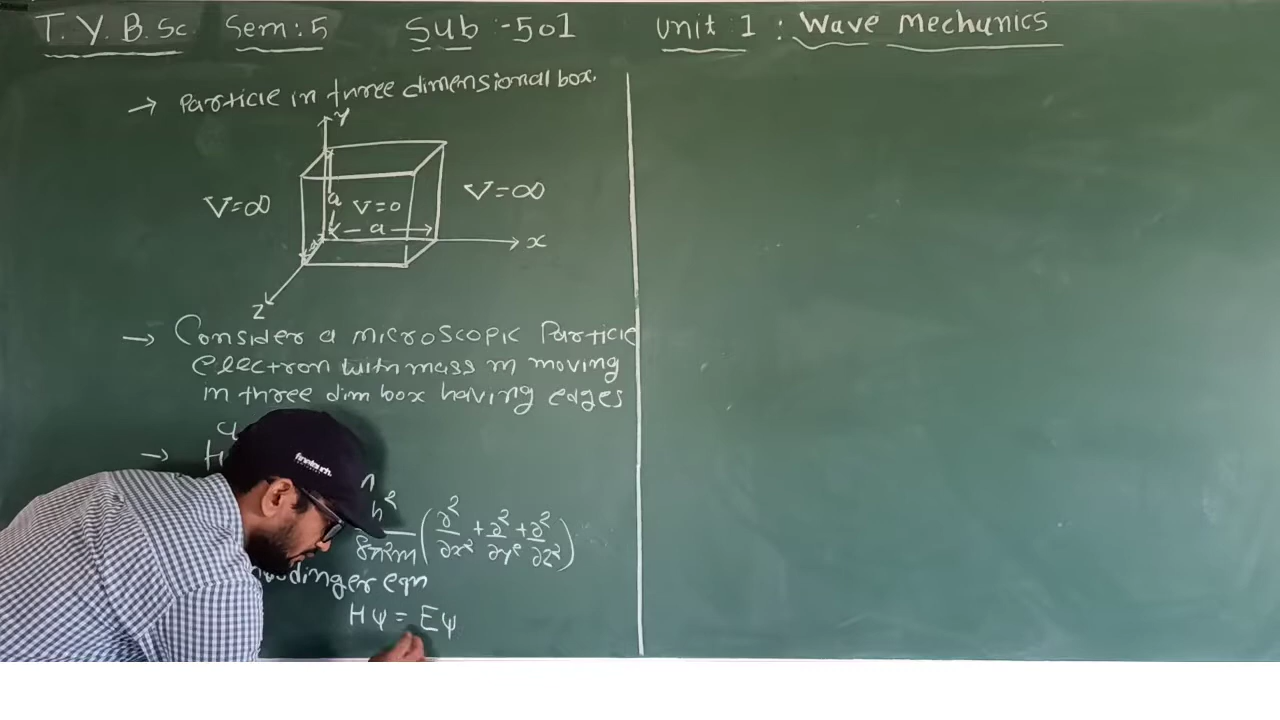 T. Y. B. Sc. Sem : 5 Sub :-501 Unit 1 : Wave Mechanics
→ Particle in three dimensional box.
Y
V=∞ a V=0 V=∞
a
x
Z
→ Consider a microscopic Particle
electron with mass m moving
in three dim box having edges
a
→ H
h²
8π²m (∂²/∂x² + ∂²/∂y² + ∂²/∂z²)
eqn
Hψ = Eψ